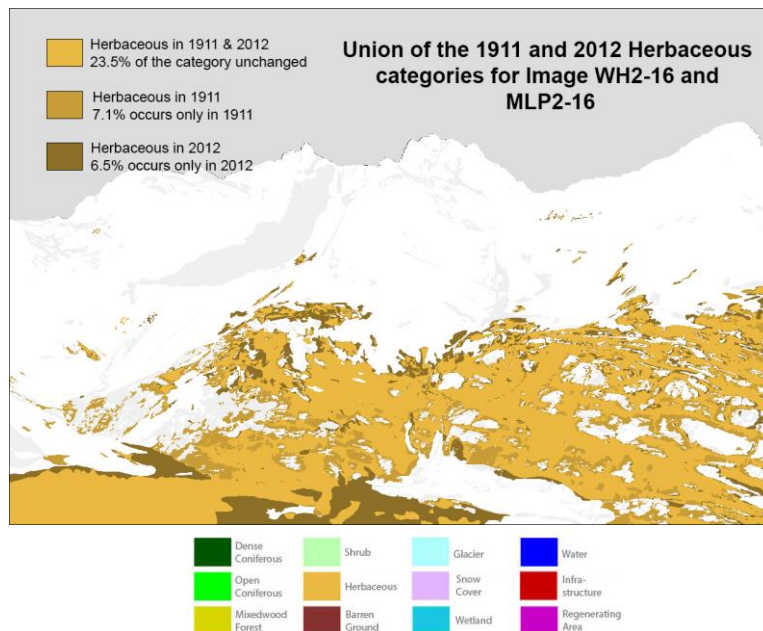 Herbaceous in 1911 & 2012
23.5% of the category unchanged
Herbaceous in 1911
7.1% occurs only in 1911
Herbaceous in 2012
6.5% occurs only in 2012
Union of the 1911 and 2012 Herbaceous
categories for Image WH2-16 and
MLP2-16
Dense
Coniferous
Shrub
Glacier
Water
Open
Coniferous
Herbaceous
Snow
Cover
Infra-
structure
Mixedwood
Forest
Barren
Ground
Wetland
Regenerating
Area